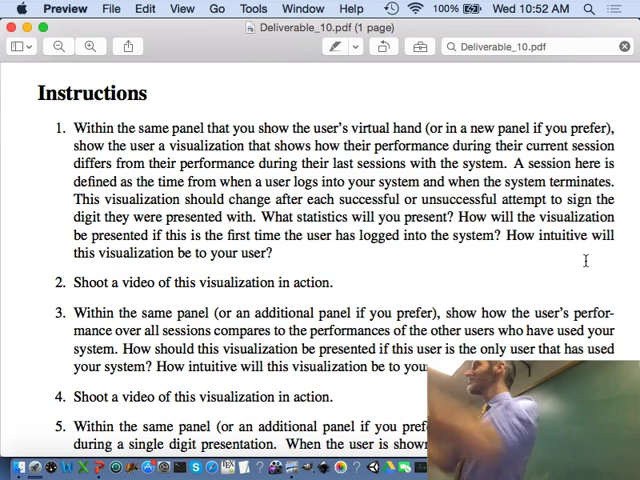 Preview File Edit View Go Tools Window Help 100% Wed 10:52 AM
Deliverable_10.pdf (1 page)
Deliverable_10.pdf
Instructions
1. Within the same panel that you show the user's virtual hand (or in a new panel if you prefer),
show the user a visualization that shows how their performance during their current session
differs from their performance during their last sessions with the system. A session here is
defined as the time from when a user logs into your system and when the system terminates.
This visualization should change after each successful or unsuccessful attempt to sign the
digit they were presented with. What statistics will you present? How will the visualization
be presented if this is the first time the user has logged into the system? How intuitive will
this visualization be to your user?
2. Shoot a video of this visualization in action.
3. Within the same panel (or an additional panel if you prefer), show how the user's perfor-
mance over all sessions compares to the performances of the other users who have used your
system. How should this visualization be presented if this user is the only user that has used
your system? How intuitive will this visualization be to you
4. Shoot a video of this visualization in action.
5. Within the same panel (or an additional panel if you pref
during a single digit presentation. When the user is show